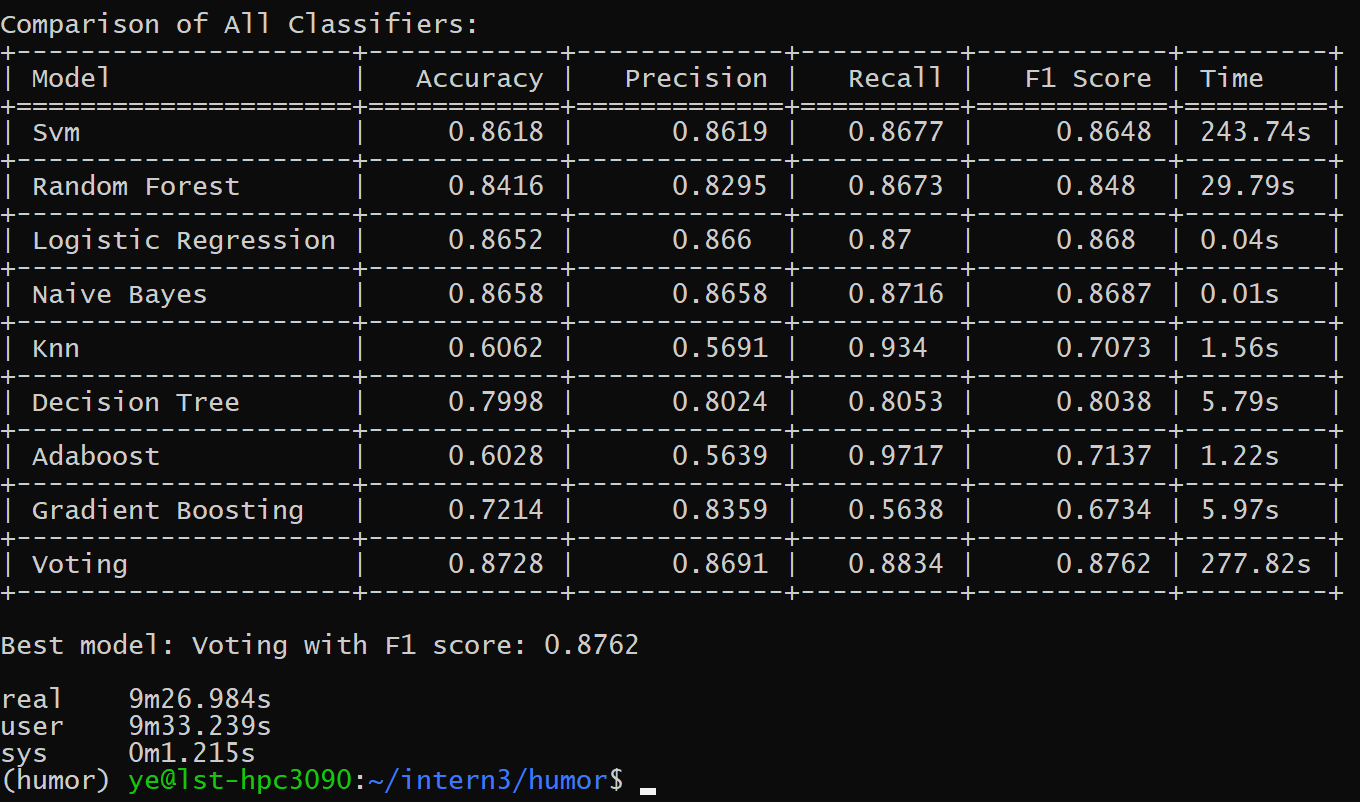 Comparison of All Classifiers:
+---------------------+------------+-------------+----------+------------+---------+
| Model               |   Accuracy |   Precision |   Recall |   F1 Score | Time    |
+=====================+============+=============+==========+============+=========+
| Svm                 |     0.8618 |      0.8619 |   0.8677 |     0.8648 | 243.74s |
+---------------------+------------+-------------+----------+------------+---------+
| Random Forest       |     0.8416 |      0.8295 |   0.8673 |     0.848  | 29.79s  |
+---------------------+------------+-------------+----------+------------+---------+
| Logistic Regression |     0.8652 |      0.866  |   0.87   |     0.868  | 0.04s   |
+---------------------+------------+-------------+----------+------------+---------+
| Naive Bayes         |     0.8658 |      0.8658 |   0.8716 |     0.8687 | 0.01s   |
+---------------------+------------+-------------+----------+------------+---------+
| Knn                 |     0.6062 |      0.5691 |   0.934  |     0.7073 | 1.56s   |
+---------------------+------------+-------------+----------+------------+---------+
| Decision Tree       |     0.7998 |      0.8024 |   0.8053 |     0.8038 | 5.79s   |
+---------------------+------------+-------------+----------+------------+---------+
| Adaboost            |     0.6028 |      0.5639 |   0.9717 |     0.7137 | 1.22s   |
+---------------------+------------+-------------+----------+------------+---------+
| Gradient Boosting   |     0.7214 |      0.8359 |   0.5638 |     0.6734 | 5.97s   |
+---------------------+------------+-------------+----------+------------+---------+
| Voting              |     0.8728 |      0.8691 |   0.8834 |     0.8762 | 277.82s |
+---------------------+------------+-------------+----------+------------+---------+

Best model: Voting with F1 score: 0.8762

real    9m26.984s
user    9m33.239s
sys     0m1.215s
(humor) ye@lst-hpc3090:~/intern3/humor$